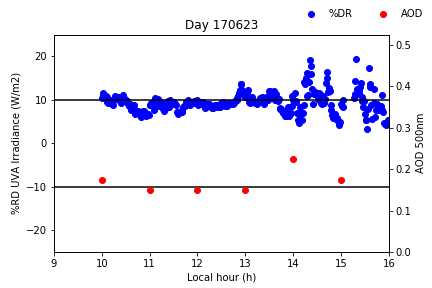 %DR AOD
Day 170623
20
10
0
−10
−20
%RD UVA Irradiance (W/m2)
0.5
0.4
0.3
0.2
0.1
0.0
AOD 500nm
9 10 11 12 13 14 15 16
Local hour (h)